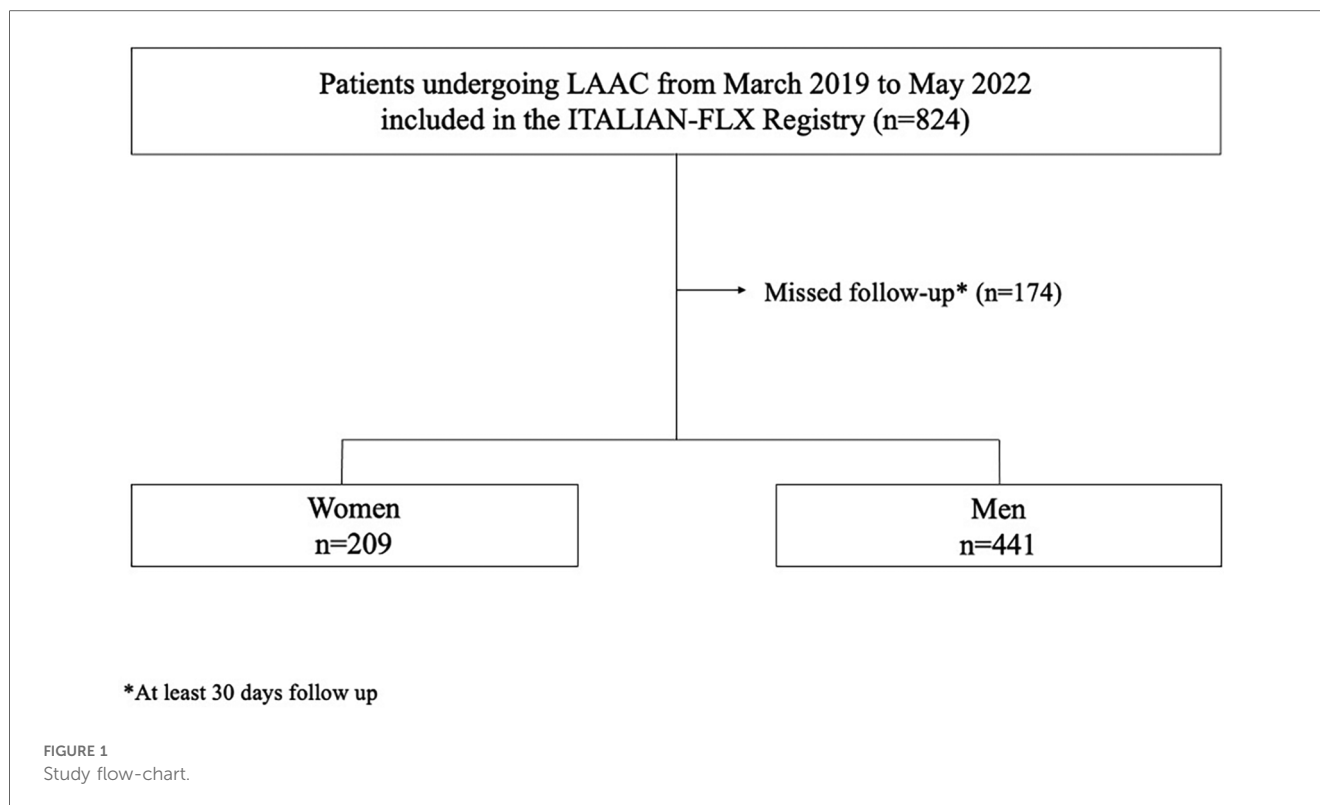 Patients undergoing LAAC from March 2019 to May 2022
included in the ITALIAN-FLX Registry (n=824)
Missed follow-up* (n=174)
Women
n=209
Men
n=441
*At least 30 days follow up
FIGURE 1
Study flow-chart.